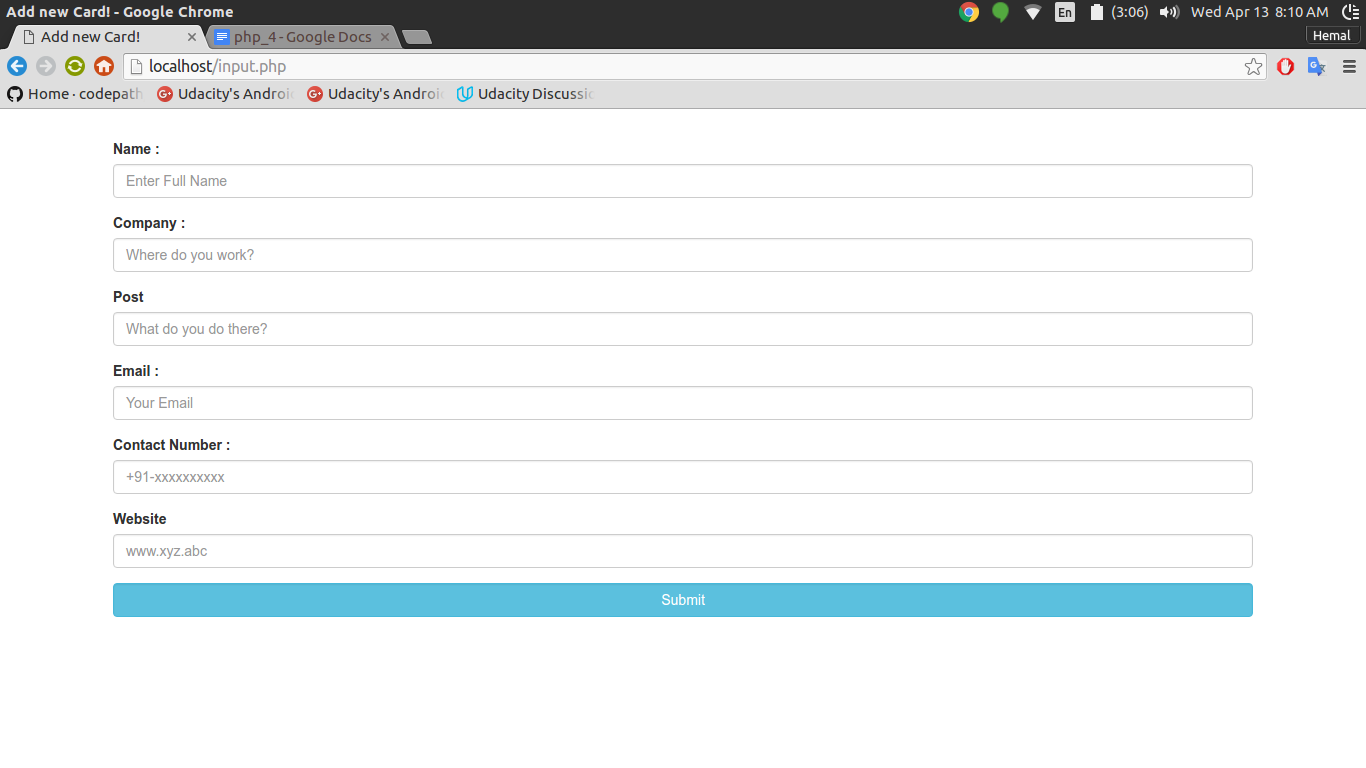 Add new Card! - Google Chrome
En (3:06) Wed Apr 13 8:10 AM
Add new Card! php_4 - Google Docs
Hemal
localhost/input.php
Home · codepath Udacity's Androi Udacity's Androi Udacity Discussi
Name :
Enter Full Name
Company :
Where do you work?
Post
What do you do there?
Email :
Your Email
Contact Number :
+91-xxxxxxxxxx
Website
www.xyz.abc
Submit